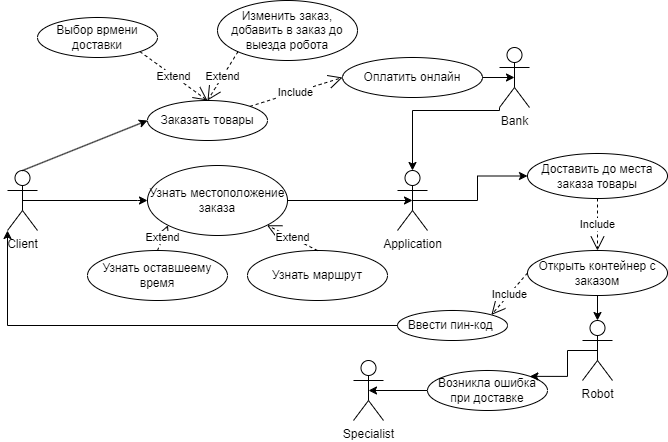 Выбор врмени
доставки
Изменить заказ,
добавить в заказ до
выезда робота
Extend
Extend
Include
Оплатить онлайн
Заказать товары
Bank
Client
Узнать местоположение
заказа
Application
Доставить до места
заказа товары
Extend
Extend
Include
Узнать оставшеему
время
Узнать маршрут
Открыть контейнер с
заказом
Include
Ввести пин-код
Robot
Возникла ошибка
при доставке
Specialist